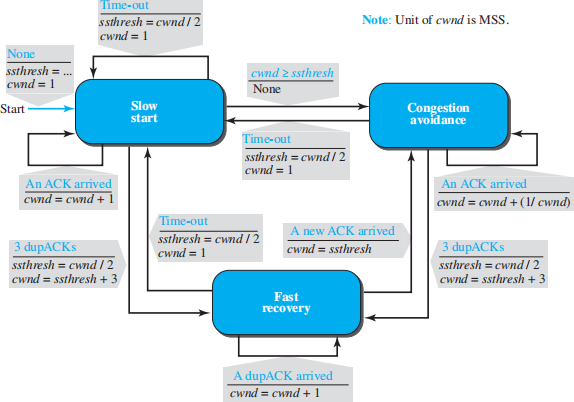 Time-out
ssthresh = cwnd / 2
cwnd = 1
Note: Unit of cwnd is MSS.
None
ssthresh = ...
cwnd = 1
Start
Slow
start
cwnd ≥ ssthresh
None
Congestion
avoidance
Time-out
ssthresh = cwnd / 2
cwnd = 1
An ACK arrived
cwnd = cwnd + 1
An ACK arrived
cwnd = cwnd + (1/ cwnd)
3 dupACKs
ssthresh = cwnd / 2
cwnd = ssthresh + 3
Time-out
ssthresh = cwnd / 2
cwnd = 1
A new ACK arrived
cwnd = ssthresh
3 dupACKs
ssthresh = cwnd / 2
cwnd = ssthresh + 3
Fast
recovery
A dupACK arrived
cwnd = cwnd + 1